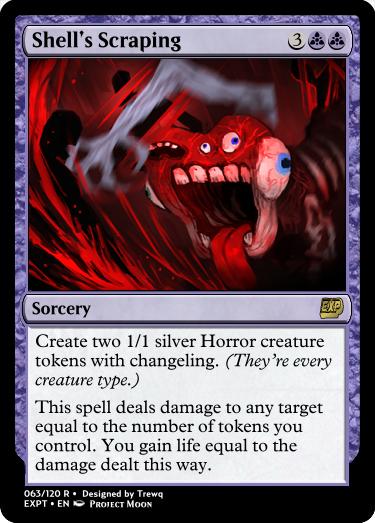 Shell's Scraping 3
Sorcery EXP
Create two 1/1 silver Horror creature
tokens with changeling. (They're every
creature type.)
This spell deals damage to any target
equal to the number of tokens you
control. You gain life equal to the
damage dealt this way.
063/120 R • Designed by Trewq
EXPT • EN Project Moon